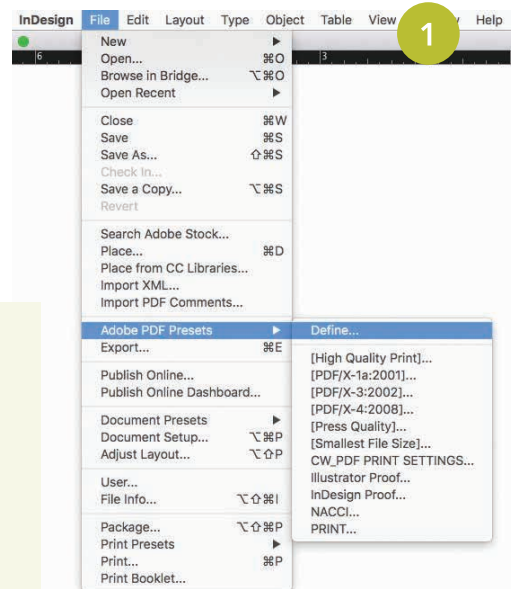 InDesign File Edit Layout Type Object Table View Help
1
6 3
New
Open... ⌘O
Browse in Bridge... ⌥⌘O
Open Recent
Close ⌘W
Save ⌘S
Save As... ⇧⌘S
Check In...
Save a Copy... ⌥⌘S
Revert
Search Adobe Stock...
Place... ⌘D
Place from CC Libraries...
Import XML...
Import PDF Comments...
Adobe PDF Presets
Export... ⌘E
Publish Online...
Publish Online Dashboard...
Document Presets
Document Setup... ⌥⌘P
Adjust Layout... ⌥⇧P
User...
File Info... ⌥⇧⌘I
Package... ⌥⇧⌘P
Print Presets
Print... ⌘P
Print Booklet...
Define...
[High Quality Print]...
[PDF/X-1a:2001]...
[PDF/X-3:2002]...
[PDF/X-4:2008]...
[Press Quality]...
[Smallest File Size]...
CW_PDF PRINT SETTINGS...
Illustrator Proof...
InDesign Proof...
NACCI...
PRINT...